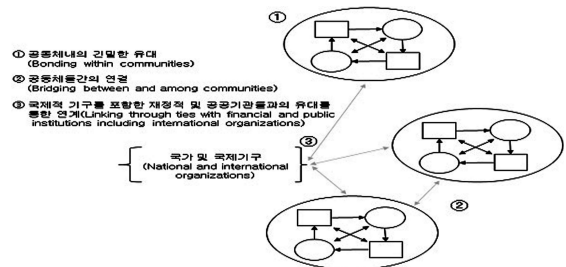 ①
① 공동체내의 긴밀한 유대
(Bonding within communities)
② 공동체들간의 연결
(Bridging between and among communities)
③ 국제적 기구를 포함한 재정적 및 공공기관들과의 유대를
통한 연계(Linking through ties with financial and public
institutions including international organizations)
③
국가 및 국제기구
(National and international
organizations)
②